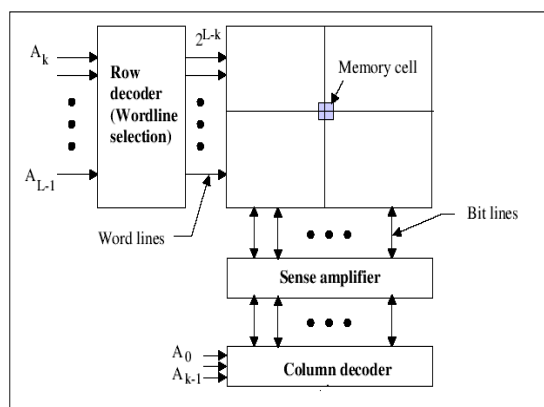 A_k
2^{L-k}
Row
decoder
(Wordline
selection)
Memory cell
A_{L-1}
Word lines
Bit lines
Sense amplifier
A_0
A_{k-1}
Column decoder